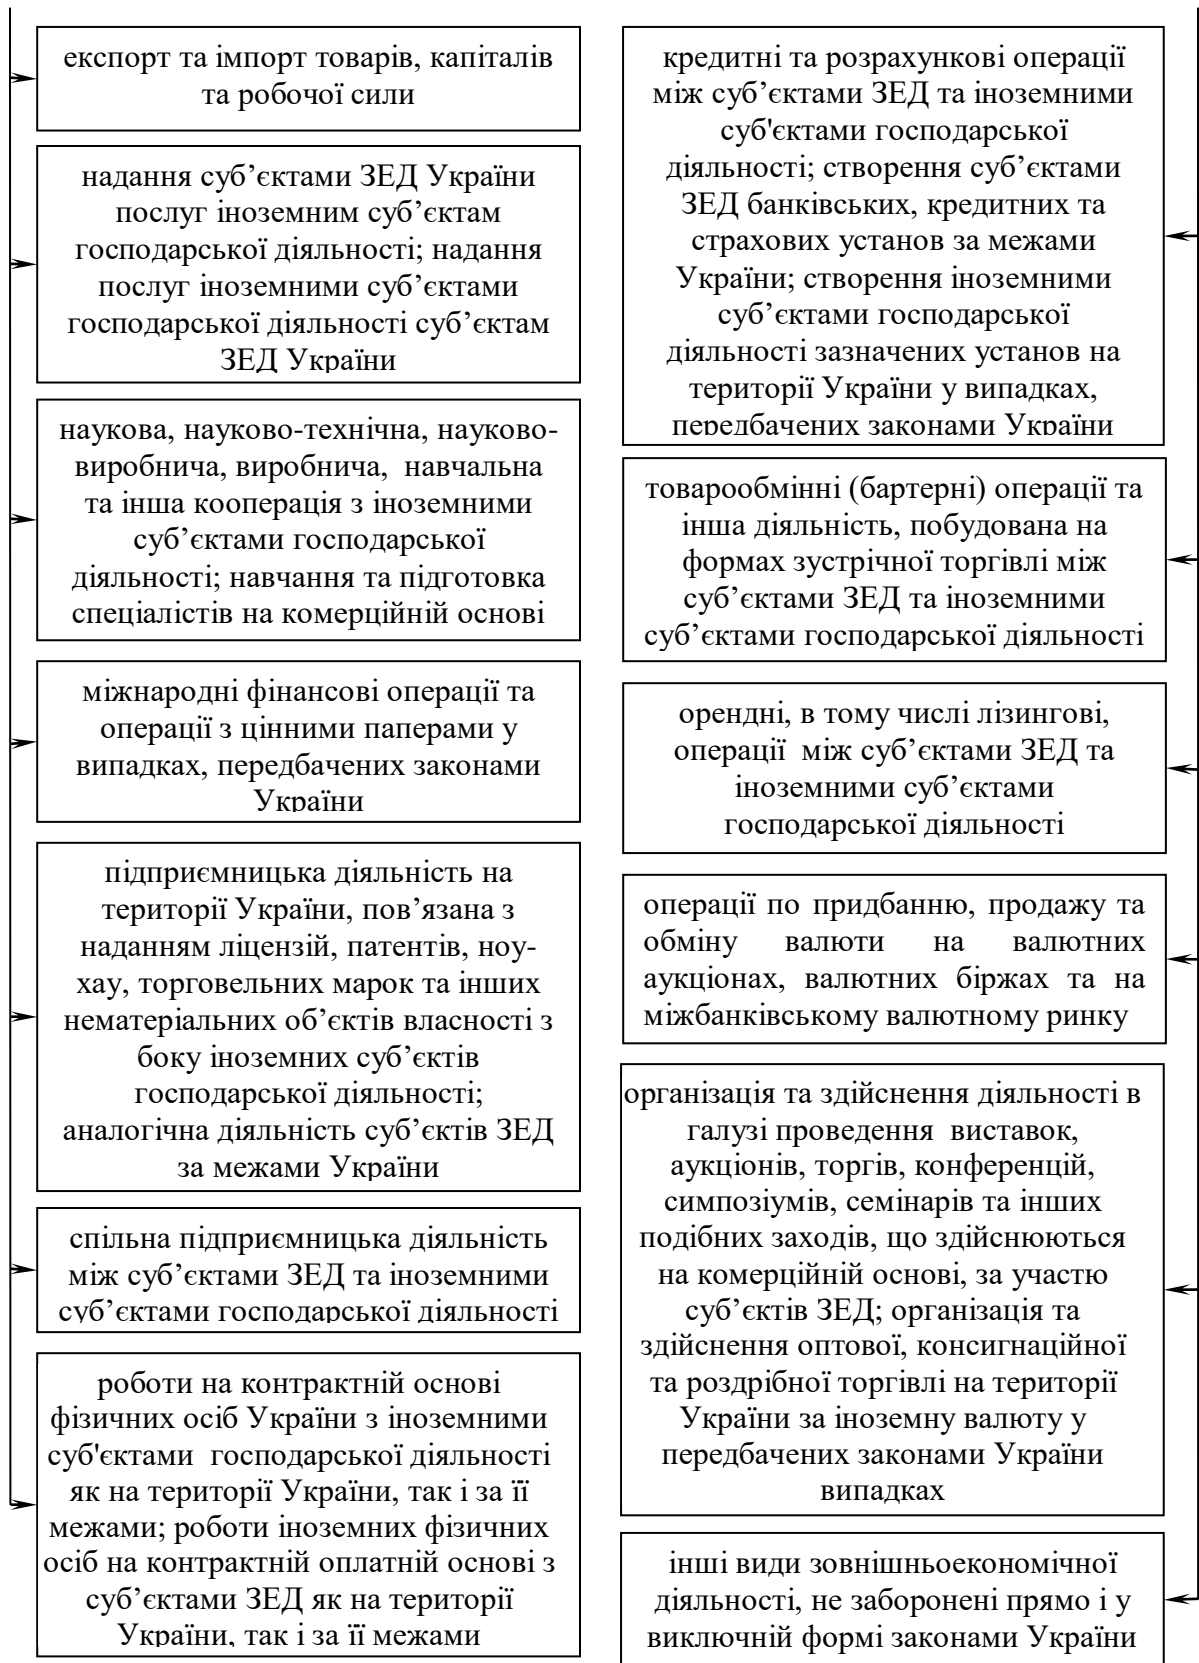 експорт та імпорт товарів, капіталів
та робочої сили
надання суб’єктами ЗЕД України
послуг іноземним суб’єктам
господарської діяльності; надання
послуг іноземними суб’єктами
господарської діяльності суб’єктам
ЗЕД України
наукова, науково-технічна, науково-
виробнича, виробнича, навчальна
та інша кооперація з іноземними
суб’єктами господарської
діяльності; навчання та підготовка
спеціалістів на комерційній основі
міжнародні фінансові операції та
операції з цінними паперами у
випадках, передбачених законами
України
підприємницька діяльність на
території України, пов’язана з
наданням ліцензій, патентів, ноу-
хау, торговельних марок та інших
нематеріальних об’єктів власності з
боку іноземних суб’єктів
господарської діяльності;
аналогічна діяльність суб’єктів ЗЕД
за межами України
спільна підприємницька діяльність
між суб’єктами ЗЕД та іноземними
суб’єктами господарської діяльності
роботи на контрактній основі
фізичних осіб України з іноземними
суб'єктами господарської діяльності
як на території України, так і за її
межами; роботи іноземних фізичних
осіб на контрактній оплатній основі з
суб’єктами ЗЕД як на території
України, так і за її межами
кредитні та розрахункові операції
між суб’єктами ЗЕД та іноземними
суб'єктами господарської
діяльності; створення суб’єктами
ЗЕД банківських, кредитних та
страхових установ за межами
України; створення іноземними
суб’єктами господарської
діяльності зазначених установ на
території України у випадках,
передбачених законами України
товарообмінні (бартерні) операції та
інша діяльність, побудована на
формах зустрічної торгівлі між
суб’єктами ЗЕД та іноземними
суб’єктами господарської діяльності
орендні, в тому числі лізингові,
операції між суб’єктами ЗЕД та
іноземними суб’єктами
господарської діяльності
операції по придбанню, продажу та
обміну валюти на валютних
аукціонах, валютних біржах та на
міжбанківському валютному ринку
організація та здійснення діяльності в
галузі проведення виставок,
аукціонів, торгів, конференцій,
симпозіумів, семінарів та інших
подібних заходів, що здійснюються
на комерційній основі, за участю
суб’єктів ЗЕД; організація та
здійснення оптової, консигнаційної
та роздрібної торгівлі на території
України за іноземну валюту у
передбачених законами України
випадках
інші види зовнішньоекономічної
діяльності, не заборонені прямо і у
виключній формі законами України